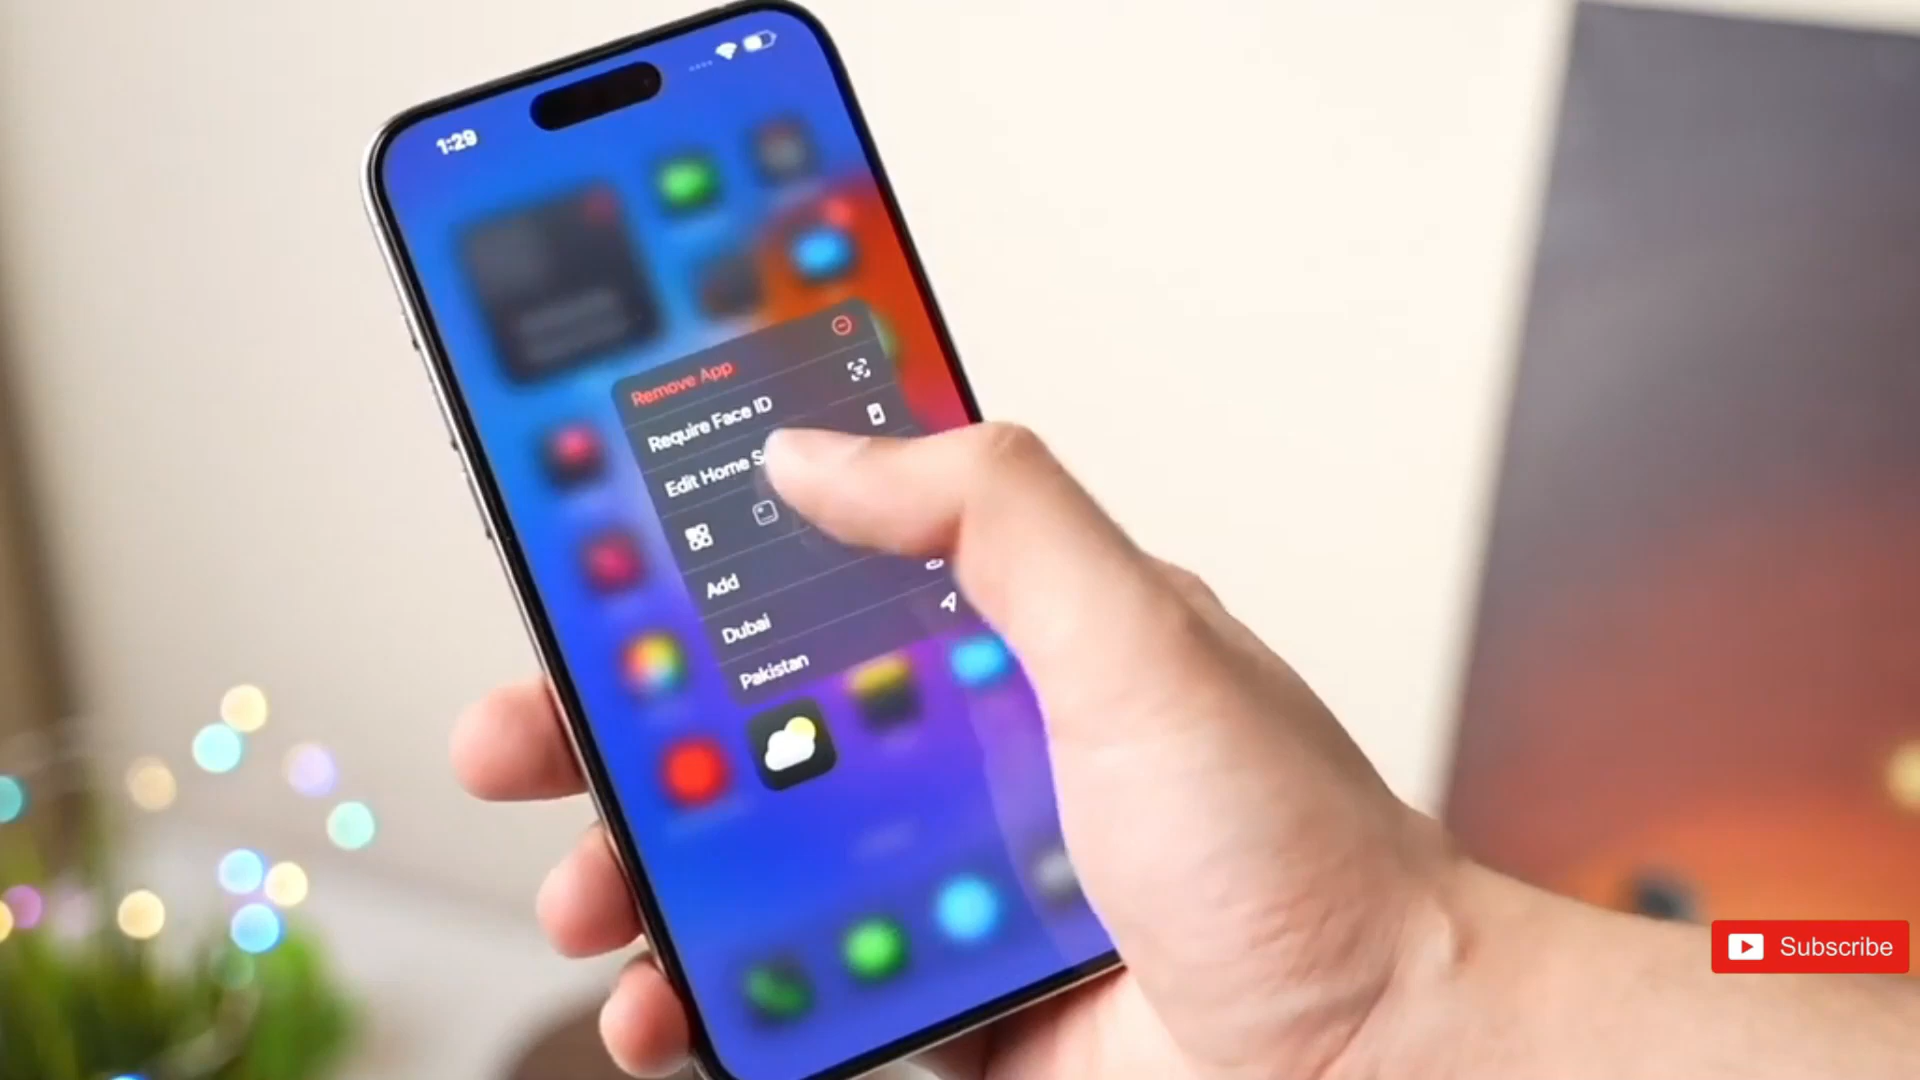 1:29
Remove App
Require Face ID
Edit Home S
Add
Dubai
Pakistan
Subscribe